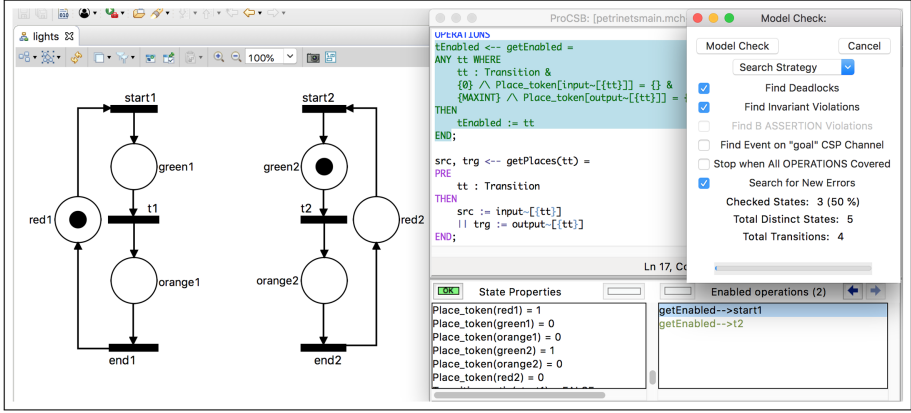 lights
100%
start1
green1
t1
red1
orange1
end1
start2
green2
t2
red2
orange2
end2
ProCSB: [petrinetsmain.mch
OPERATIONS
tEnabled <-- getEnabled =
ANY tt WHERE
tt : Transition &
{0} /\ Place_token[input~[{tt}]] = {} &
{MAXINT} /\ Place_token[output~[{tt}]] = {
THEN
tEnabled := tt
END;
src, trg <-- getPlaces(tt) =
PRE
tt : Transition
THEN
src := input~[{tt}]
|| trg := output~[{tt}]
END;
Ln 17, Co
Model Check:
Model Check
Cancel
Search Strategy
Find Deadlocks
Find Invariant Violations
Find B ASSERTION Violations
Find Event on "goal" CSP Channel
Stop when All OPERATIONS Covered
Search for New Errors
Checked States: 3 (50 %)
Total Distinct States: 5
Total Transitions: 4
OK State Properties
Place_token(red1) = 1
Place_token(green1) = 0
Place_token(orange1) = 0
Place_token(green2) = 1
Place_token(orange2) = 0
Place_token(red2) = 0
Enabled operations (2)
getEnabled-->start1
getEnabled-->t2